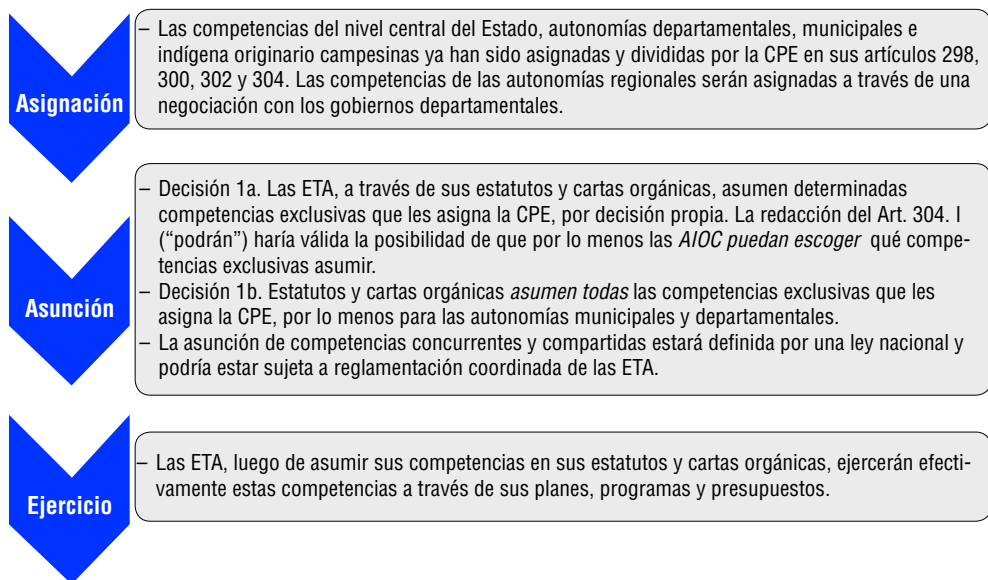 Asignación
– Las competencias del nivel central del Estado, autonomías departamentales, municipales e
indígena originario campesinas ya han sido asignadas y divididas por la CPE en sus artículos 298,
300, 302 y 304. Las competencias de las autonomías regionales serán asignadas a través de una
negociación con los gobiernos departamentales.
Asunción
– Decisión 1a. Las ETA, a través de sus estatutos y cartas orgánicas, asumen determinadas
competencias exclusivas que les asigna la CPE, por decisión propia. La redacción del Art. 304. I
(“podrán”) haría válida la posibilidad de que por lo menos las AIOC puedan escoger qué compe-
tencias exclusivas asumir.
– Decisión 1b. Estatutos y cartas orgánicas asumen todas las competencias exclusivas que les
asigna la CPE, por lo menos para las autonomías municipales y departamentales.
– La asunción de competencias concurrentes y compartidas estará definida por una ley nacional y
podría estar sujeta a reglamentación coordinada de las ETA.
Ejercicio
– Las ETA, luego de asumir sus competencias en sus estatutos y cartas orgánicas, ejercerán efecti-
vamente estas competencias a través de sus planes, programas y presupuestos.